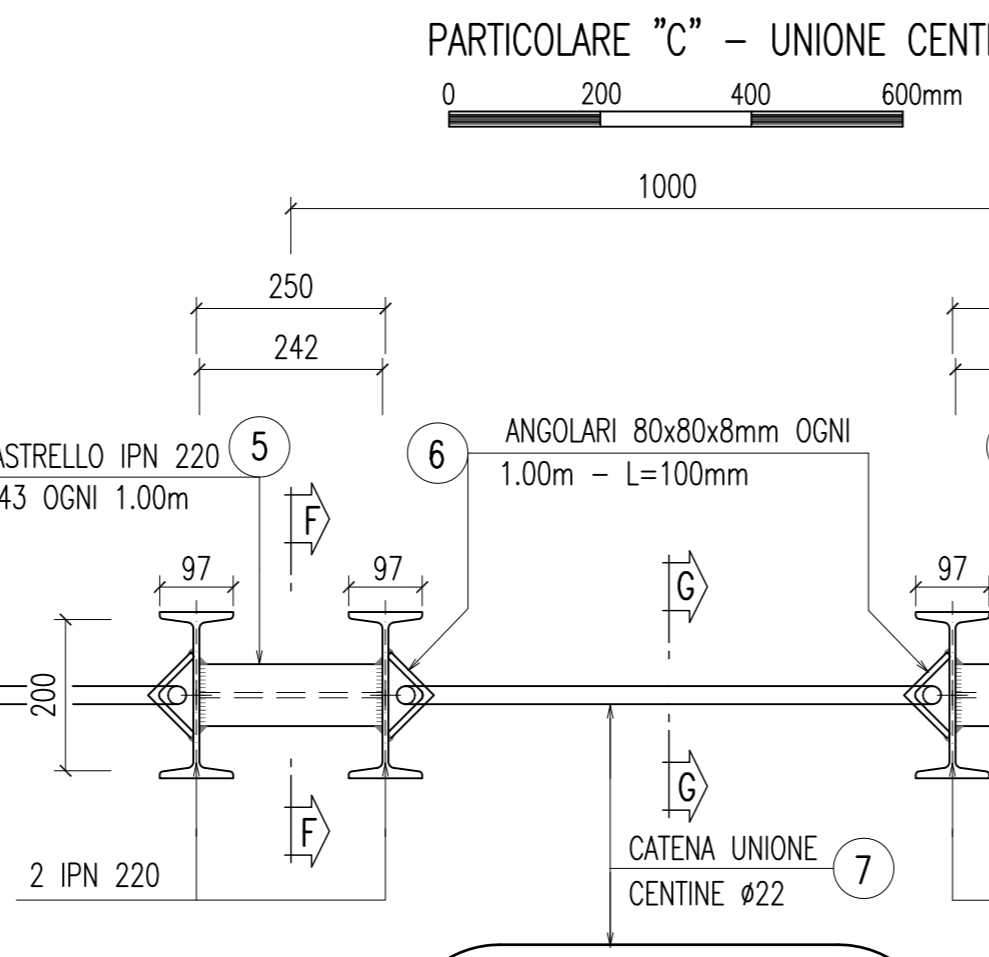 PARTICOLARE "C" – UNIONE
0 200 400 600mm
1000
250
242
IPN 220
5
43 OGNI 1.00m
6
ANGOLARI 80x80x8mm OGNI
1.00m – L=100mm
F
G
97 97 97
200
F
G
2 IPN 220
CATENA UNIONE
CENTINE ø22
7